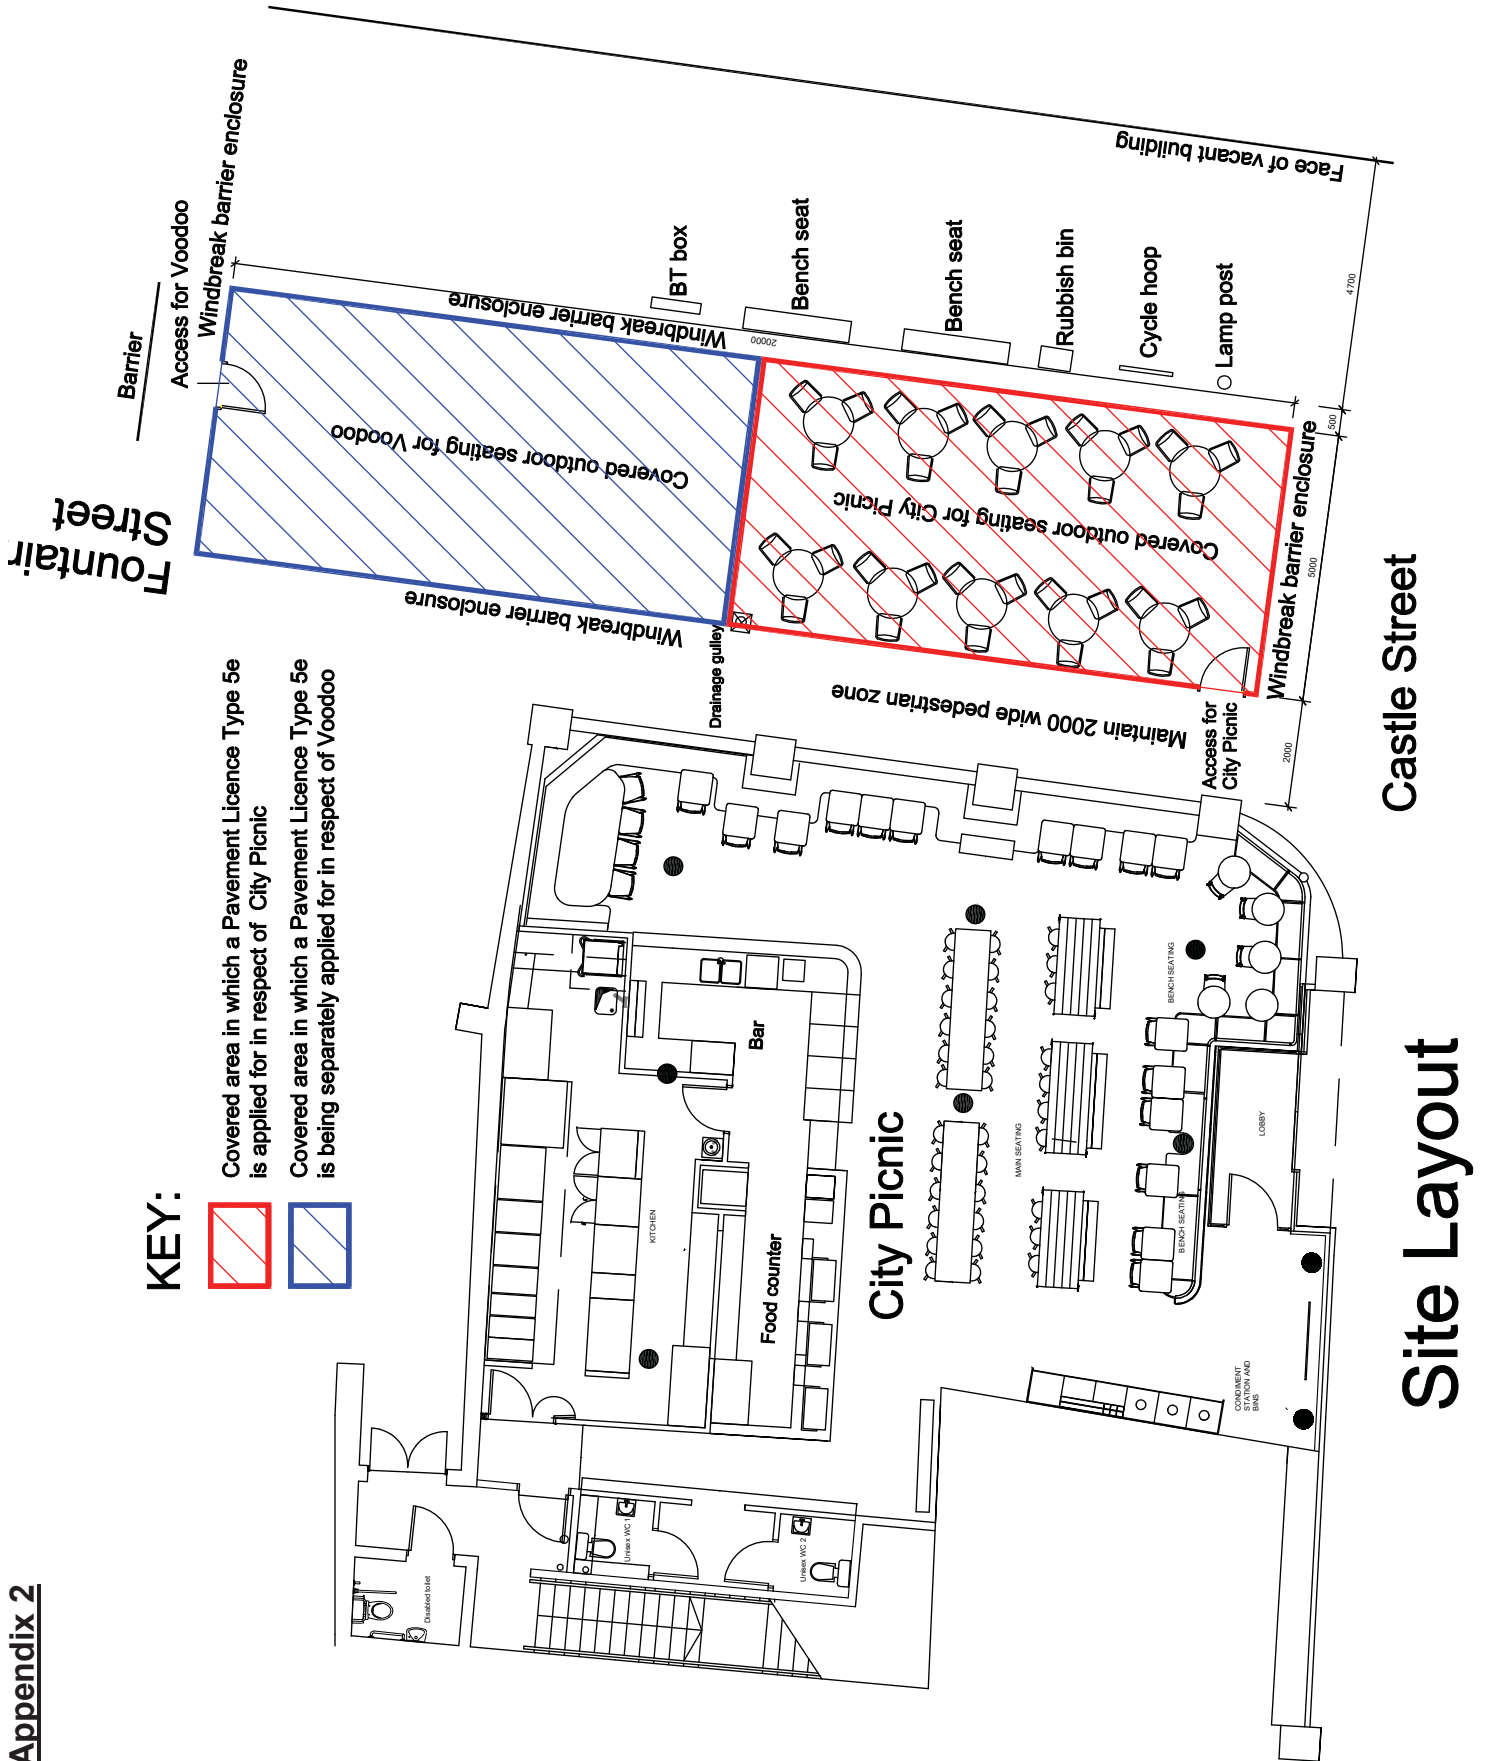 Appendix 2
KEY:
Covered area in which a Pavement Licence Type 5e
is applied for in respect of City Picnic
Covered area in which a Pavement Licence Type 5e
is being separately applied for in respect of Voodoo
Fountain
Street
Barrier
Access for Voodoo
Windbreak barrier enclosure
Windbreak barrier enclosure
Covered outdoor seating for Voodoo
Windbreak barrier enclosure
20000
BT box
Bench seat
Bench seat
Rubbish bin
Cycle hoop
Lamp post
Face of vacant building
4700
500
5000
2000
Covered outdoor seating for City Picnic
Windbreak barrier enclosure
Drainage gulley
Maintain 2000 wide pedestrian zone
Access for
City Picnic
Castle Street
Bar
Food counter
KITCHEN
City Picnic
MAIN SEATING
BENCH SEATING
BENCH SEATING
LOBBY
CONDIMENT
STATION AND
BINS
Unisex WC 1
Unisex WC 2
Disabled toilet
Site Layout